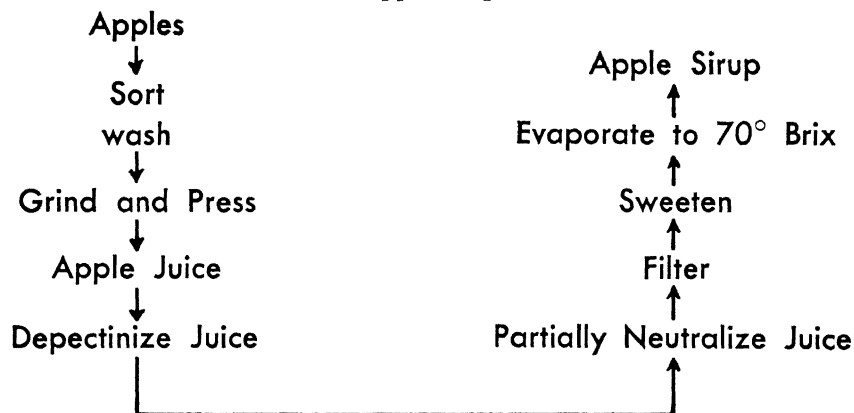 Apples
Sort
wash
Grind and Press
Apple Juice
Depectinize Juice
Partially Neutralize Juice
Filter
Sweeten
Evaporate to 70° Brix
Apple Sirup